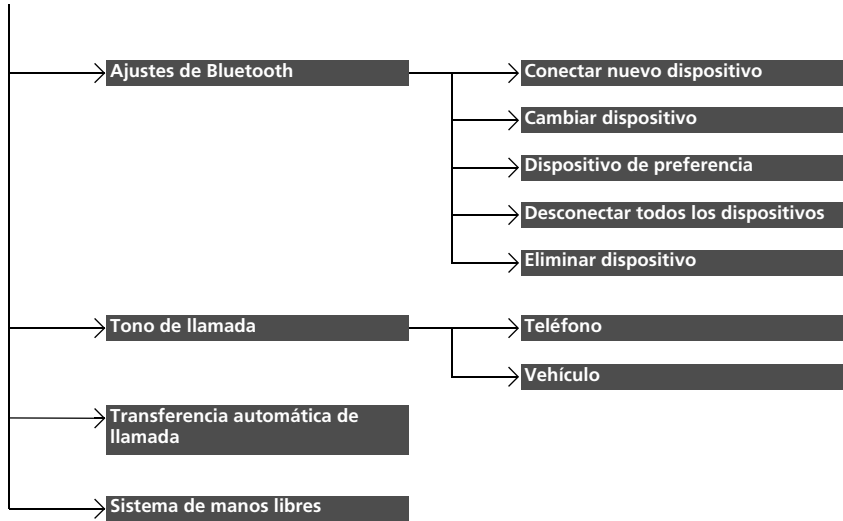 Ajustes de Bluetooth
Conectar nuevo dispositivo
Cambiar dispositivo
Dispositivo de preferencia
Desconectar todos los dispositivos
Eliminar dispositivo
Tono de llamada
Teléfono
Vehículo
Transferencia automática de
llamada
Sistema de manos libres